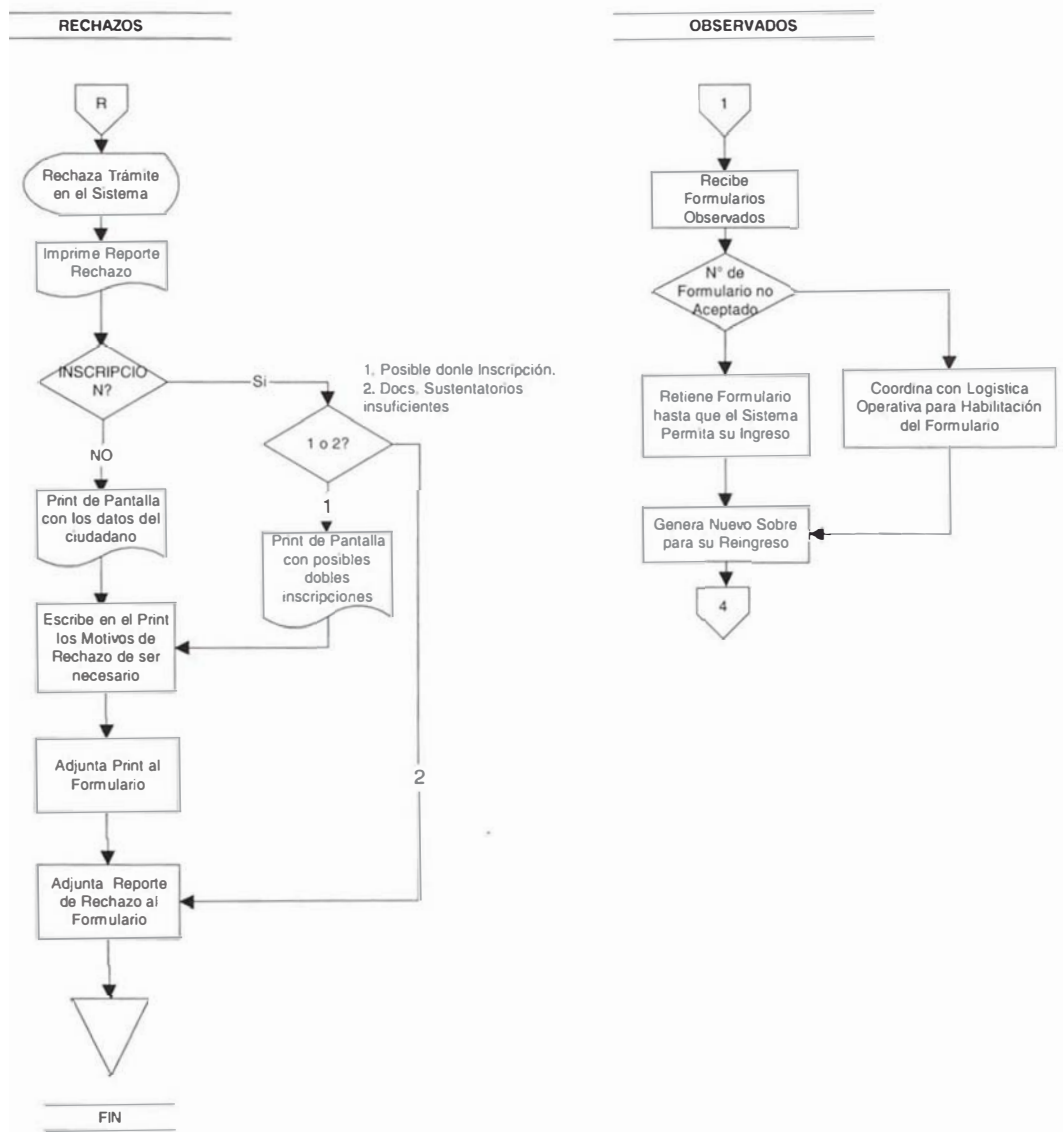 RECHAZOS
R
Rechaza Trámite
en el Sistema
Imprime Reporte
Rechazo
INSCRIPCIO
N?
Si
NO
1. Posible donle Inscripción.
2. Docs. Sustentatorios
insuficientes
1 o 2?
1
2
Print de Pantalla
con los datos del
ciudadano
Print de Pantalla
con posibles
dobles
inscripciones
Escribe en el Print
los Motivos de
Rechazo de ser
necesario
Adjunta Print al
Formulario
Adjunta Reporte
de Rechazo al
Formulario
FIN
OBSERVADOS
1
Recibe
Formularios
Observados
N° de
Formulario no
Aceptado
Retiene Formulario
hasta que el Sistema
Permita su Ingreso
Coordina con Logistica
Operativa para Habilitación
del Formulario
Genera Nuevo Sobre
para su Reingreso
4